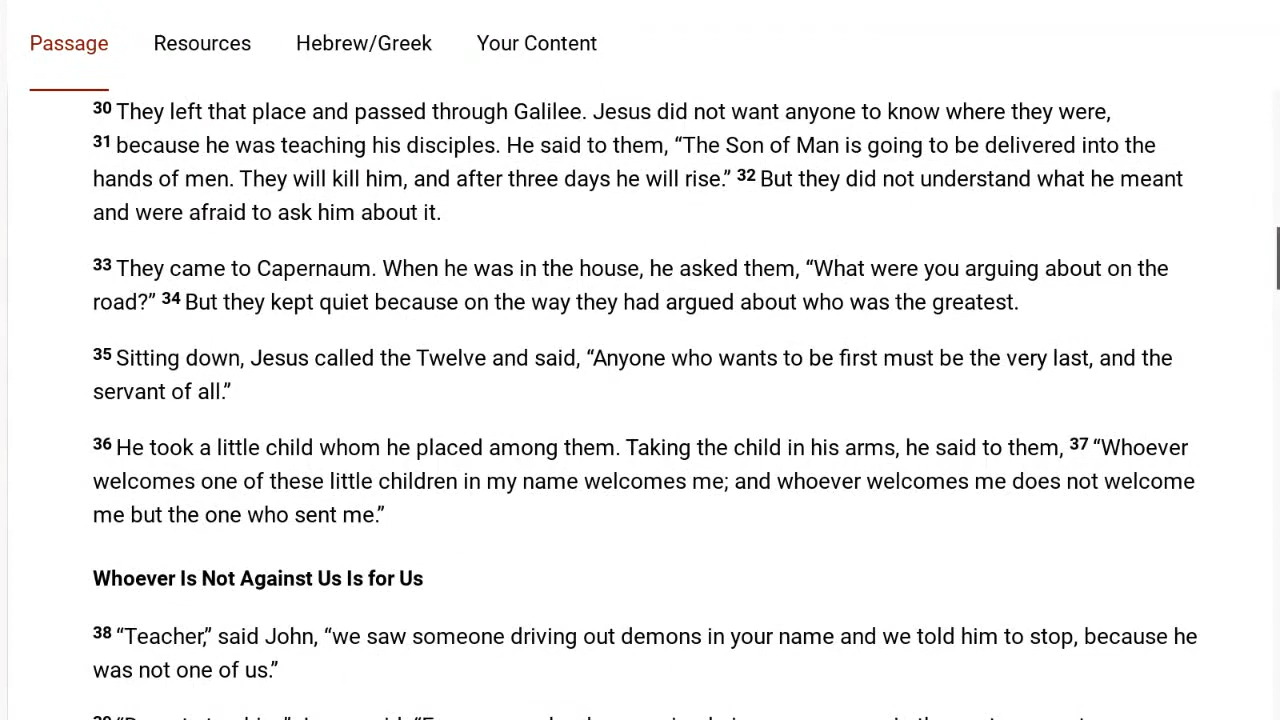 Passage Resources Hebrew/Greek Your Content
30 They left that place and passed through Galilee. Jesus did not want anyone to know where they were,
31 because he was teaching his disciples. He said to them, “The Son of Man is going to be delivered into the
hands of men. They will kill him, and after three days he will rise.” 32 But they did not understand what he meant
and were afraid to ask him about it.
33 They came to Capernaum. When he was in the house, he asked them, “What were you arguing about on the
road?” 34 But they kept quiet because on the way they had argued about who was the greatest.
35 Sitting down, Jesus called the Twelve and said, “Anyone who wants to be first must be the very last, and the
servant of all.”
36 He took a little child whom he placed among them. Taking the child in his arms, he said to them, 37 “Whoever
welcomes one of these little children in my name welcomes me; and whoever welcomes me does not welcome
me but the one who sent me.”
Whoever Is Not Against Us Is for Us
38 “Teacher,” said John, “we saw someone driving out demons in your name and we told him to stop, because he
was not one of us.”